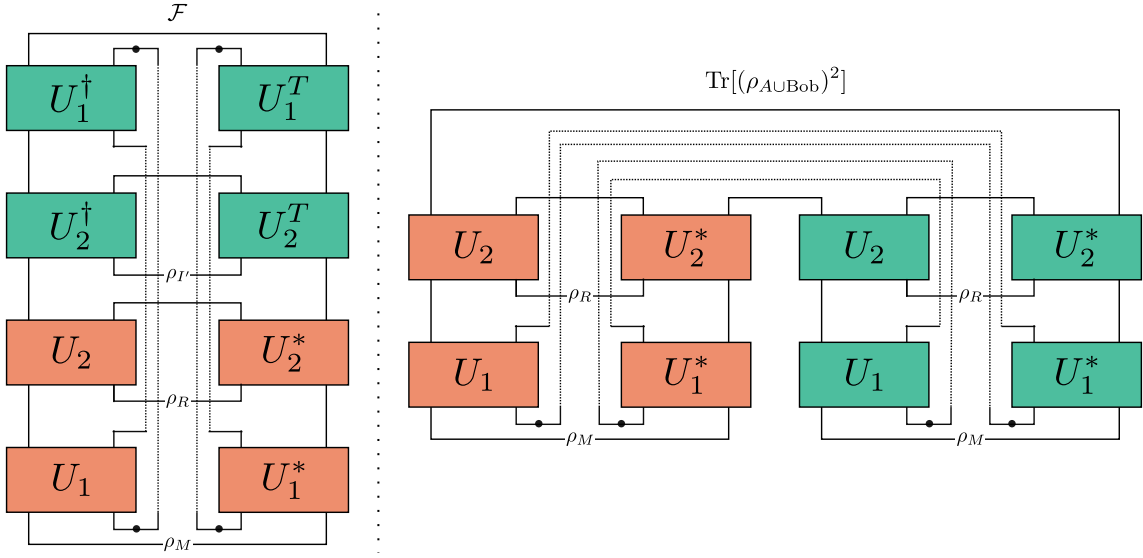 𝓕
U₁† U₁ᵀ
U₂† U₂ᵀ
ρ_{I′}
U₂ U₂*
ρ_R
U₁ U₁*
ρ_M
Tr[(ρ_{A∪Bob})²]
U₂ U₂* U₂ U₂*
ρ_R ρ_R
U₁ U₁* U₁ U₁*
ρ_M ρ_M